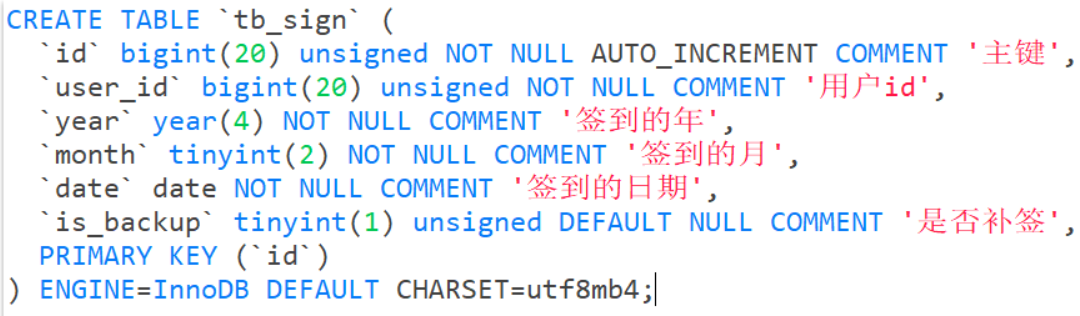 CREATE TABLE `tb_sign` (
  `id` bigint(20) unsigned NOT NULL AUTO_INCREMENT COMMENT '主键',
  `user_id` bigint(20) unsigned NOT NULL COMMENT '用户id',
  `year` year(4) NOT NULL COMMENT '签到的年',
  `month` tinyint(2) NOT NULL COMMENT '签到的月',
  `date` date NOT NULL COMMENT '签到的日期',
  `is_backup` tinyint(1) unsigned DEFAULT NULL COMMENT '是否补签',
  PRIMARY KEY (`id`)
) ENGINE=InnoDB DEFAULT CHARSET=utf8mb4;